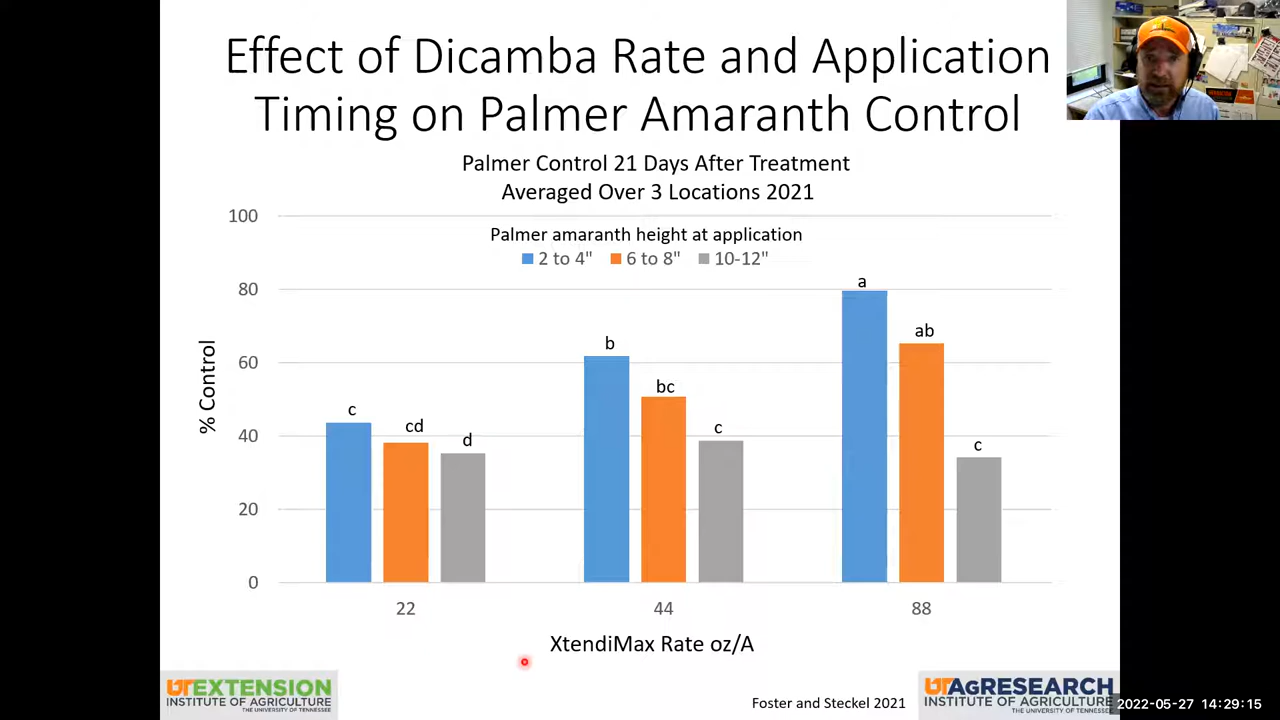 Effect of Dicamba Rate and Application
Timing on Palmer Amaranth Control
Palmer Control 21 Days After Treatment
Averaged Over 3 Locations 2021
100
80
60
40
20
0
% Control
Palmer amaranth height at application
2 to 4" 6 to 8" 10-12"
c cd d
b bc c
a ab c
22 44 88
XtendiMax Rate oz/A
UTEXTENSION
INSTITUTE OF AGRICULTURE
THE UNIVERSITY OF TENNESSEE
Foster and Steckel 2021
UTAGRESEARCH
INSTITUTE OF AGRICULTURE
THE UNIVERSITY OF TENNESSEE
2022-05-27 14:29:15